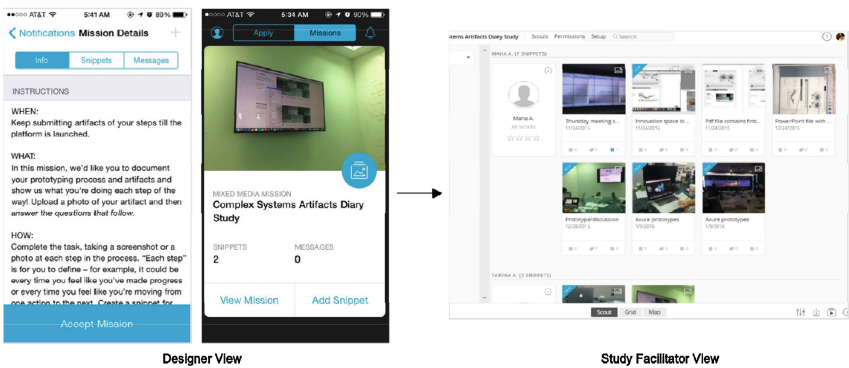 ●○○○○ AT&T 5:41 AM 89%
Notifications Mission Details +
Info Snippets Messages
INSTRUCTIONS
WHEN:
Keep submitting artifacts of your steps till the
platform is launched.
WHAT:
In this mission, we'd like you to document
your prototyping process and artifacts and
show us what you're doing each step of the
way! Upload a photo of your artifact and then
answer the questions that follow.
HOW:
Complete the task, taking a screenshot or a
photo at each step in the process. "Each step"
is for you to define – for example, it could be
every time you feel like you've made progress
or every time you feel like you're moving from
one action to the next. Create a snippet for
Accept Mission
●○○○○ AT&T 5:34 AM 90%
Apply Missions
MIXED MEDIA MISSION
Complex Systems Artifacts Diary
Study
SNIPPETS MESSAGES
2 0
View Mission Add Snippet
Designer View
stems Artifacts Diary Study Scouts Permissions Setup Search
MAHA A. (7 SNIPPETS)
Maha A.
All Scouts
Thursday meeting s... Innovation space bi... Pdf file contains first... PowerPoint file with ...
11/24/2015 11/24/2015 11/24/2015 12/24/2015
Prototype/discussion Axure prototypes Axure prototypes
12/28/2015 1/9/2016 1/9/2016
(2 SNIPPETS)
Scout Grid Map
Study Facilitator View